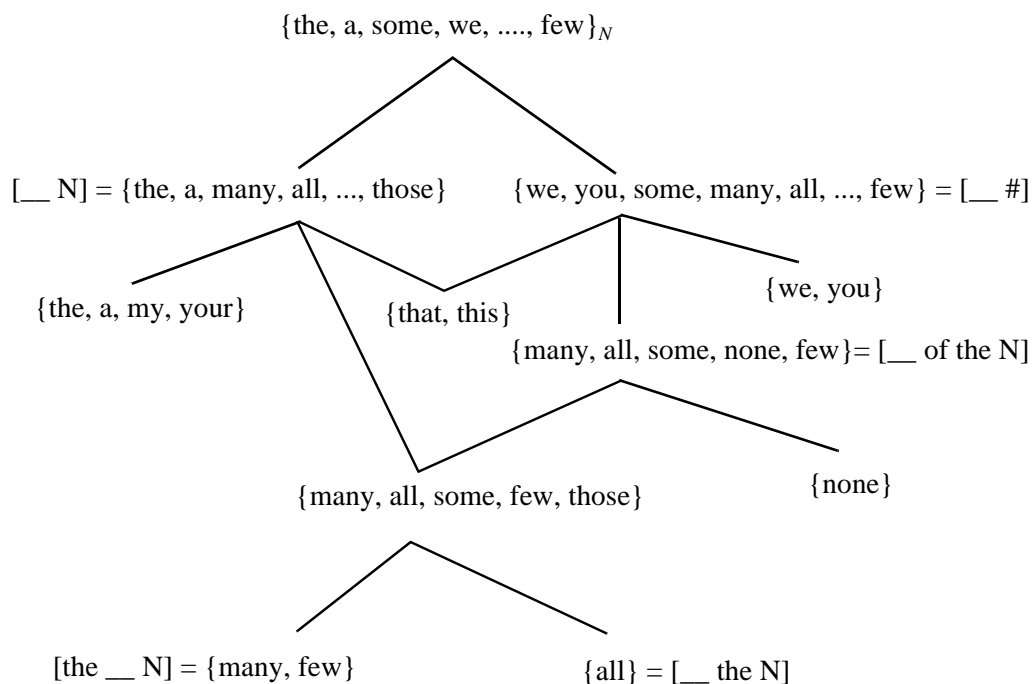 {the, a, some, we, ...., few}N
[__ N] = {the, a, many, all, ..., those}
{we, you, some, many, all, ..., few} = [__ #]
{the, a, my, your}
{that, this}
{we, you}
{many, all, some, none, few}= [__ of the N]
{many, all, some, few, those}
{none}
[the __ N] = {many, few}
{all} = [__ the N]